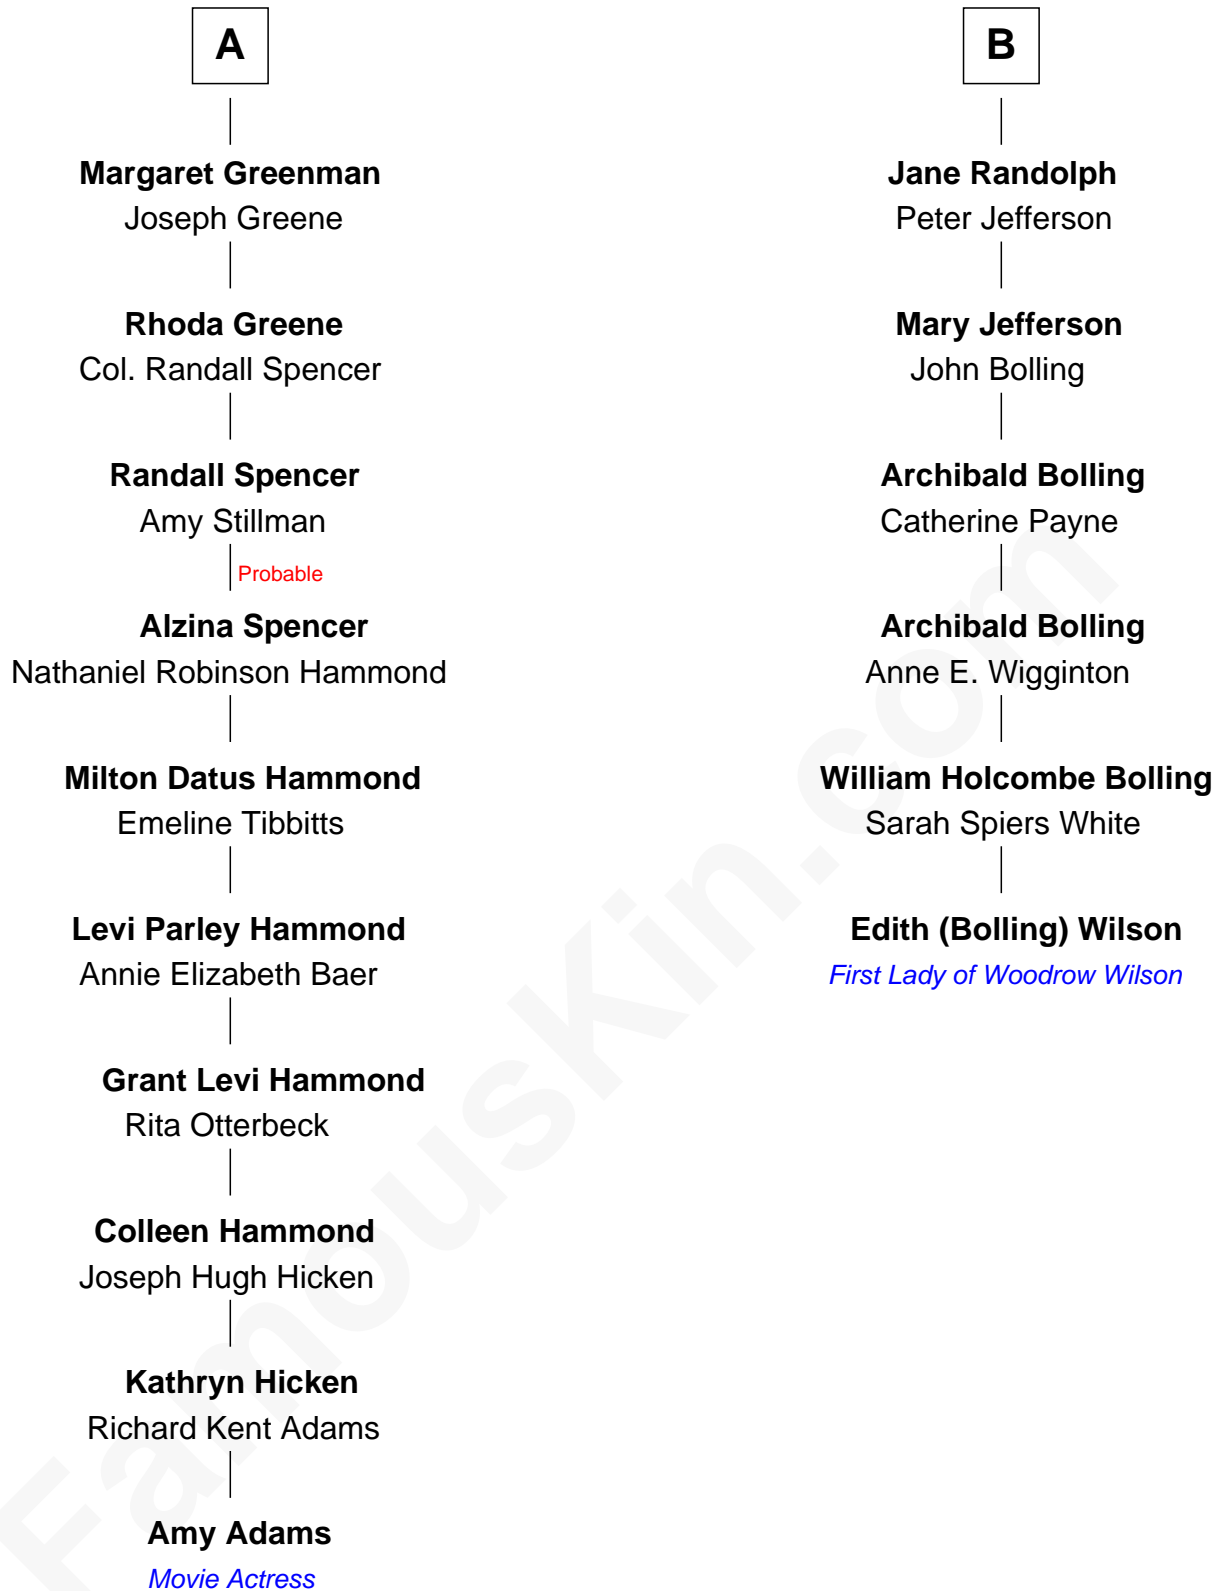 A
Margaret Greenman
Joseph Greene
Rhoda Greene
Col. Randall Spencer
Randall Spencer
Amy Stillman
Probable
Alzina Spencer
Nathaniel Robinson Hammond
Milton Datus Hammond
Emeline Tibbitts
Levi Parley Hammond
Annie Elizabeth Baer
Grant Levi Hammond
Rita Otterbeck
Colleen Hammond
Joseph Hugh Hicken
Kathryn Hicken
Richard Kent Adams
Amy Adams
Movie Actress
B
Jane Randolph
Peter Jefferson
Mary Jefferson
John Bolling
Archibald Bolling
Catherine Payne
Archibald Bolling
Anne E. Wigginton
William Holcombe Bolling
Sarah Spiers White
Edith (Bolling) Wilson
First Lady of Woodrow Wilson
FamousKin.com